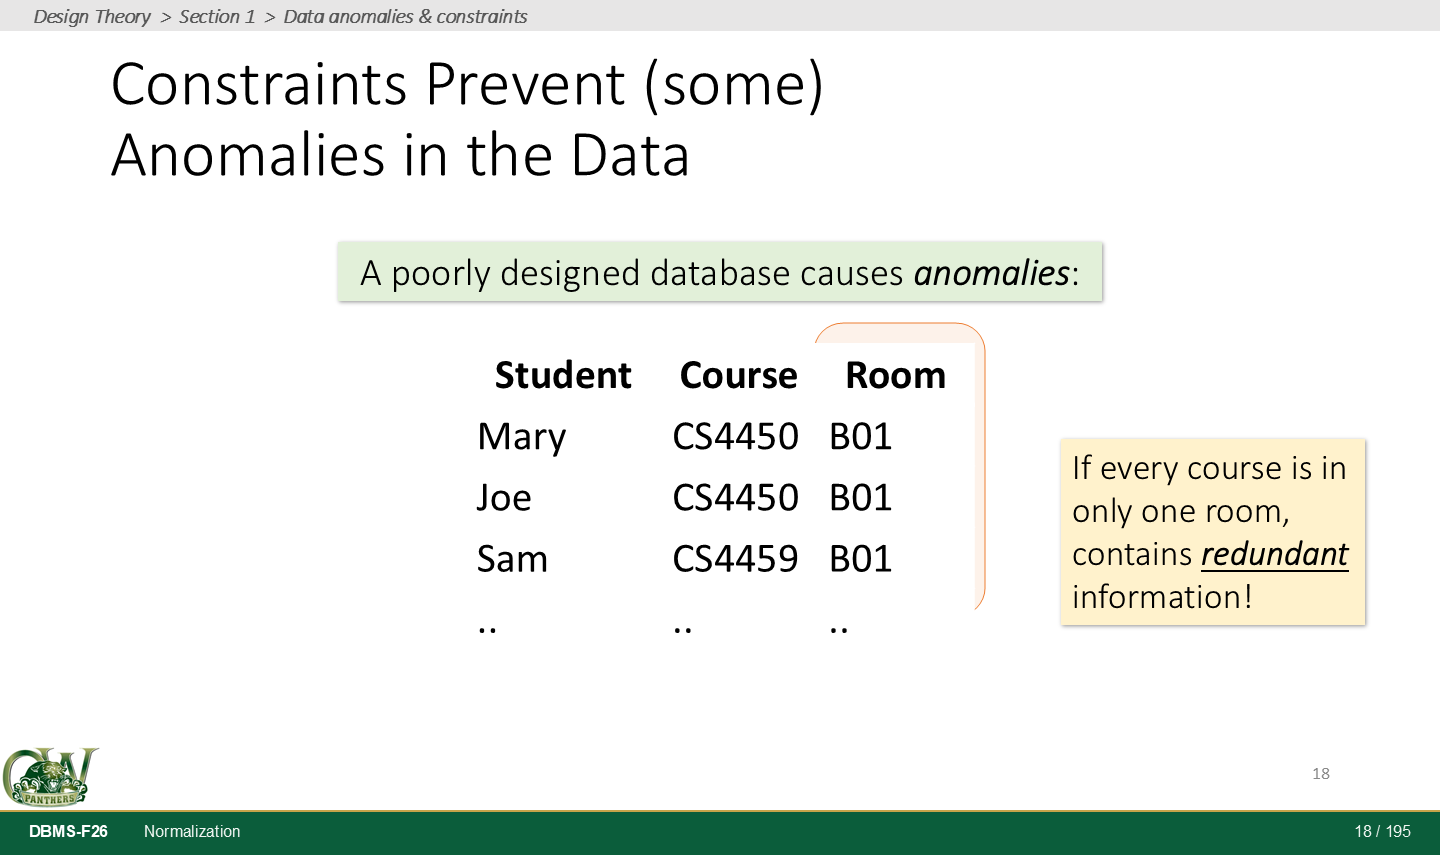 Design Theory > Section 1 > Data anomalies & constraints
Constraints Prevent (some)
Anomalies in the Data
A poorly designed database causes anomalies:
Student Course Room
Mary CS4450 B01
Joe CS4450 B01
Sam CS4459 B01
.. .. ..
If every course is in
only one room,
contains redundant
information!
OW
PANTHERS
18
DBMS-F26 Normalization 18 / 195